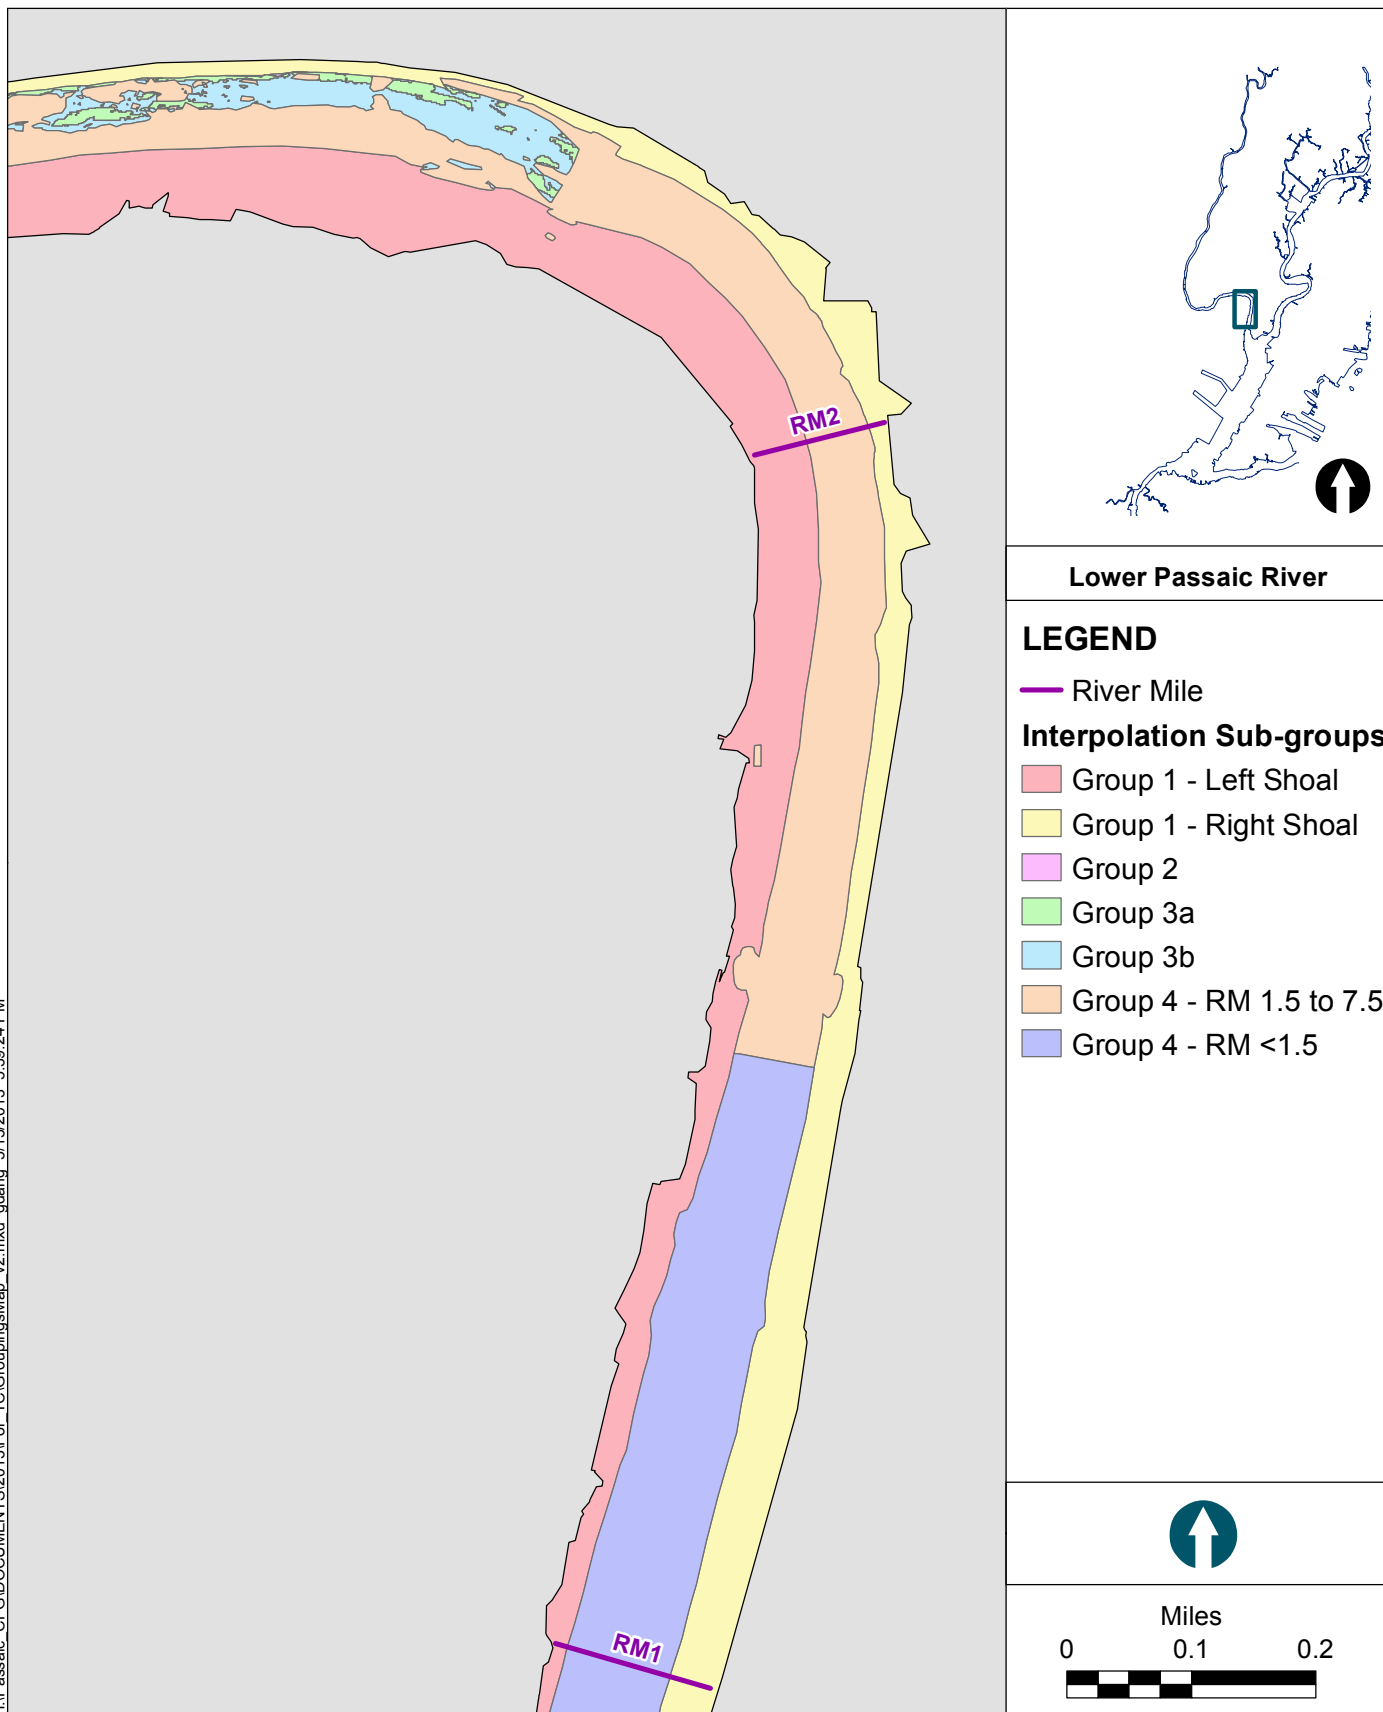 RM2
RM1
Lower Passaic River
LEGEND
River Mile
Interpolation Sub-groups
Group 1 - Left Shoal
Group 1 - Right Shoal
Group 2
Group 3a
Group 3b
Group 4 - RM 1.5 to 7.5
Group 4 - RM <1.5
Miles
0 0.1 0.2